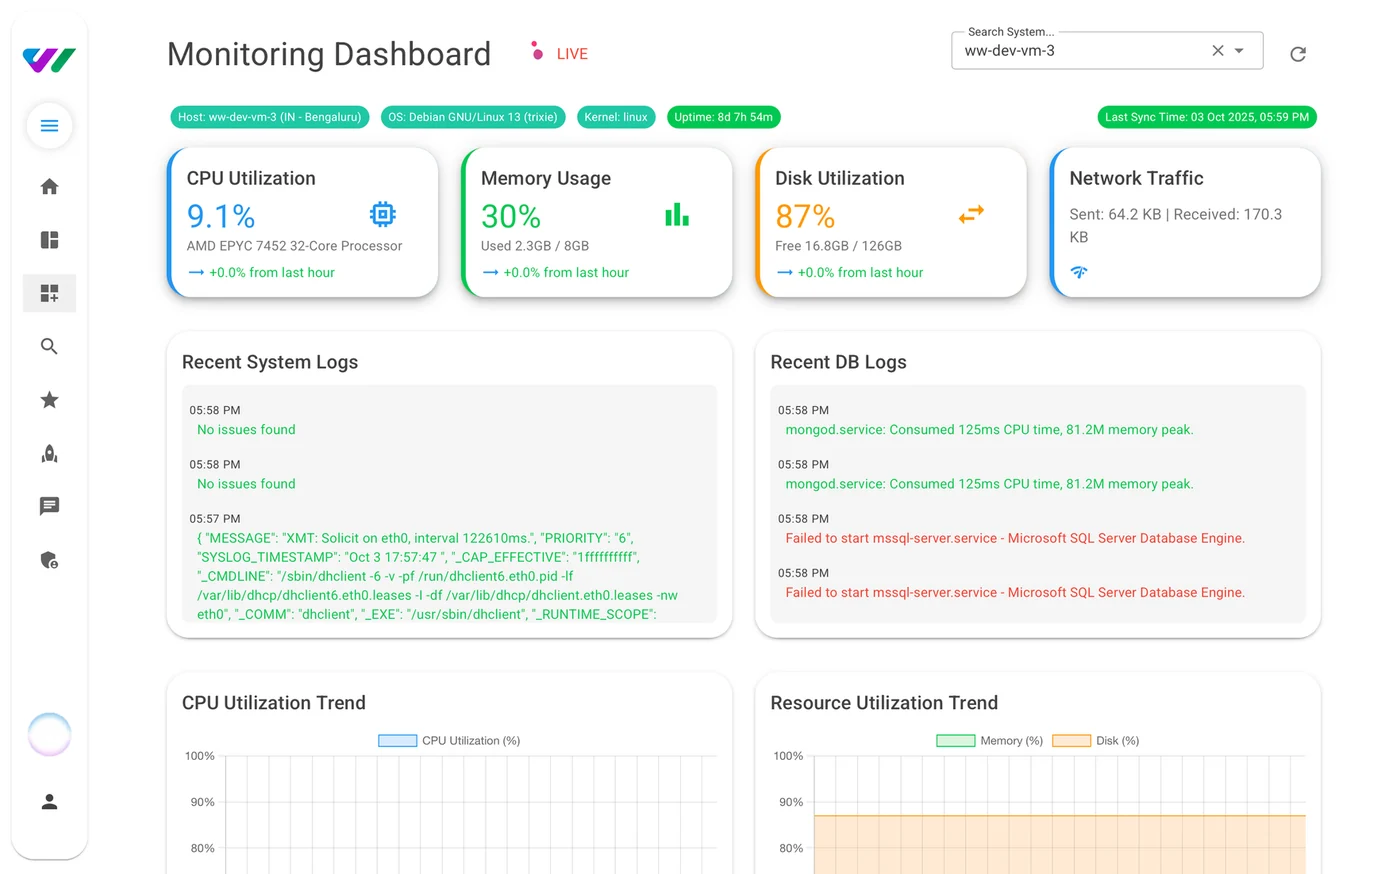 Monitoring Dashboard
LIVE
Search System...
ww-dev-vm-3
Host: ww-dev-vm-3 (IN - Bengaluru)
OS: Debian GNU/Linux 13 (trixie)
Kernel: linux
Uptime: 8d 7h 54m
Last Sync Time: 03 Oct 2025, 05:59 PM
CPU Utilization
9.1%
AMD EPYC 7452 32-Core Processor
+0.0% from last hour
Memory Usage
30%
Used 2.3GB / 8GB
+0.0% from last hour
Disk Utilization
87%
Free 16.8GB / 126GB
+0.0% from last hour
Network Traffic
Sent: 64.2 KB | Received: 170.3
KB
Recent System Logs
05:58 PM
No issues found
05:58 PM
No issues found
05:57 PM
{ "MESSAGE": "XMT: Solicit on eth0, interval 122610ms.", "PRIORITY": "6",
"SYSLOG_TIMESTAMP": "Oct 3 17:57:47 ", "_CAP_EFFECTIVE": "1ffffffffff",
"_CMDLINE": "/sbin/dhclient -6 -v -pf /run/dhclient6.eth0.pid -lf
/var/lib/dhcp/dhclient6.eth0.leases -I -df /var/lib/dhcp/dhclient.eth0.leases -nw
eth0", "_COMM": "dhclient", "_EXE": "/usr/sbin/dhclient", "_RUNTIME_SCOPE":
Recent DB Logs
05:58 PM
mongod.service: Consumed 125ms CPU time, 81.2M memory peak.
05:58 PM
mongod.service: Consumed 125ms CPU time, 81.2M memory peak.
05:58 PM
Failed to start mssql-server.service - Microsoft SQL Server Database Engine.
05:58 PM
Failed to start mssql-server.service - Microsoft SQL Server Database Engine.
CPU Utilization Trend
CPU Utilization (%)
100%
90%
80%
Resource Utilization Trend
Memory (%)
Disk (%)
100%
90%
80%